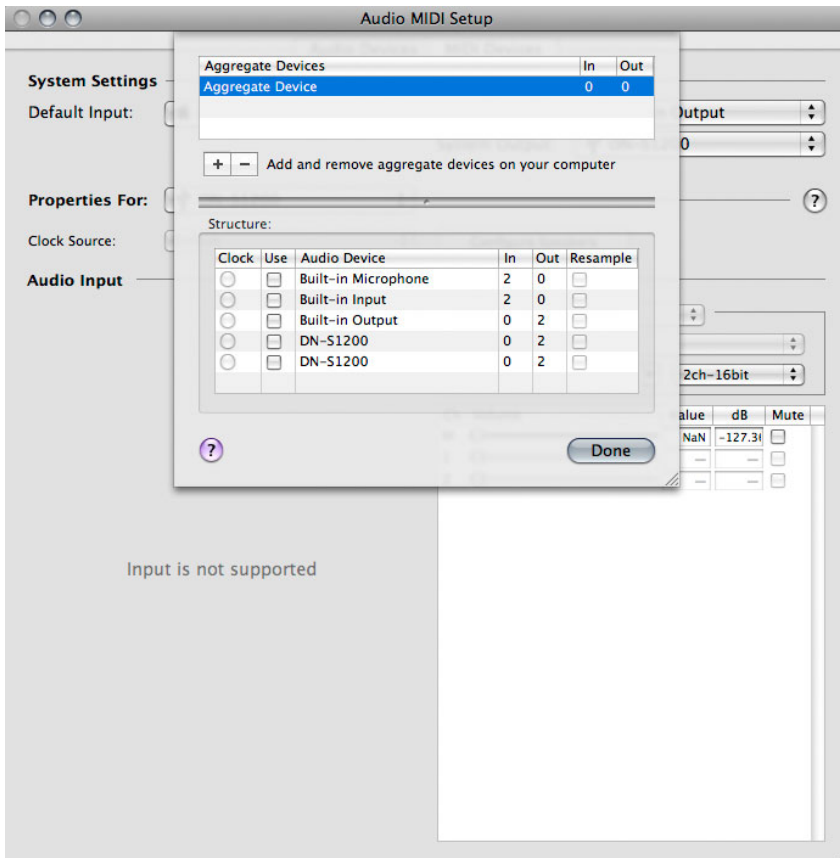 Audio MIDI Setup
Aggregate Devices In Out
Aggregate Device 0 0
System Settings
Default Input: Output
0
+ − Add and remove aggregate devices on your computer
Properties For: ?
Structure:
Clock Source:
Clock Use Audio Device In Out Resample
Built-in Microphone 2 0
Audio Input
Built-in Input 2 0
Built-in Output 0 2
DN-S1200 0 2
DN-S1200 0 2
2ch-16bit
dB Mute
NaN -127.3
? Done
Input is not supported